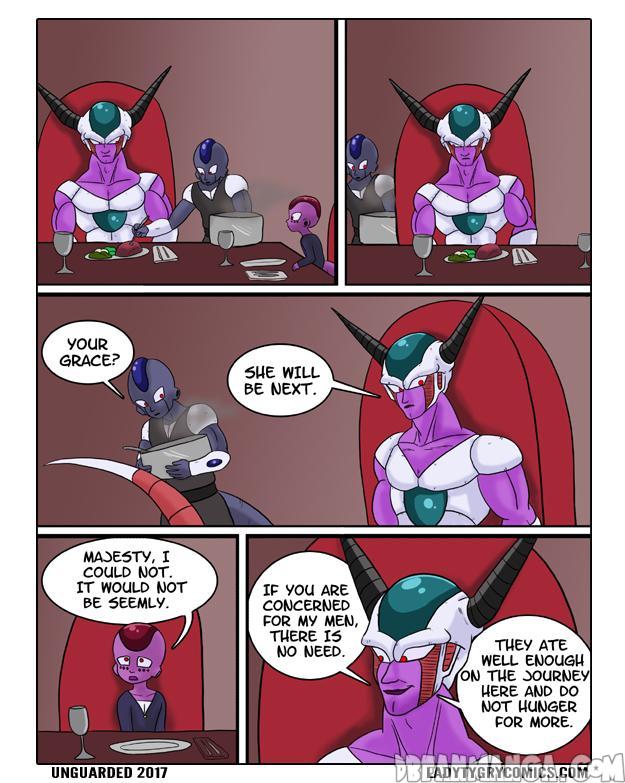 YOUR
GRACE?
SHE WILL
BE NEXT.
MAJESTY, I
COULD NOT.
IT WOULD NOT
BE SEEMLY.
IF YOU ARE
CONCERNED
FOR MY MEN,
THERE IS
NO NEED.
THEY ATE
WELL ENOUGH
ON THE JOURNEY
HERE AND DO
NOT HUNGER
FOR MORE.
UNGUARDED 2017
LADYTYGRYCOMICS.COM